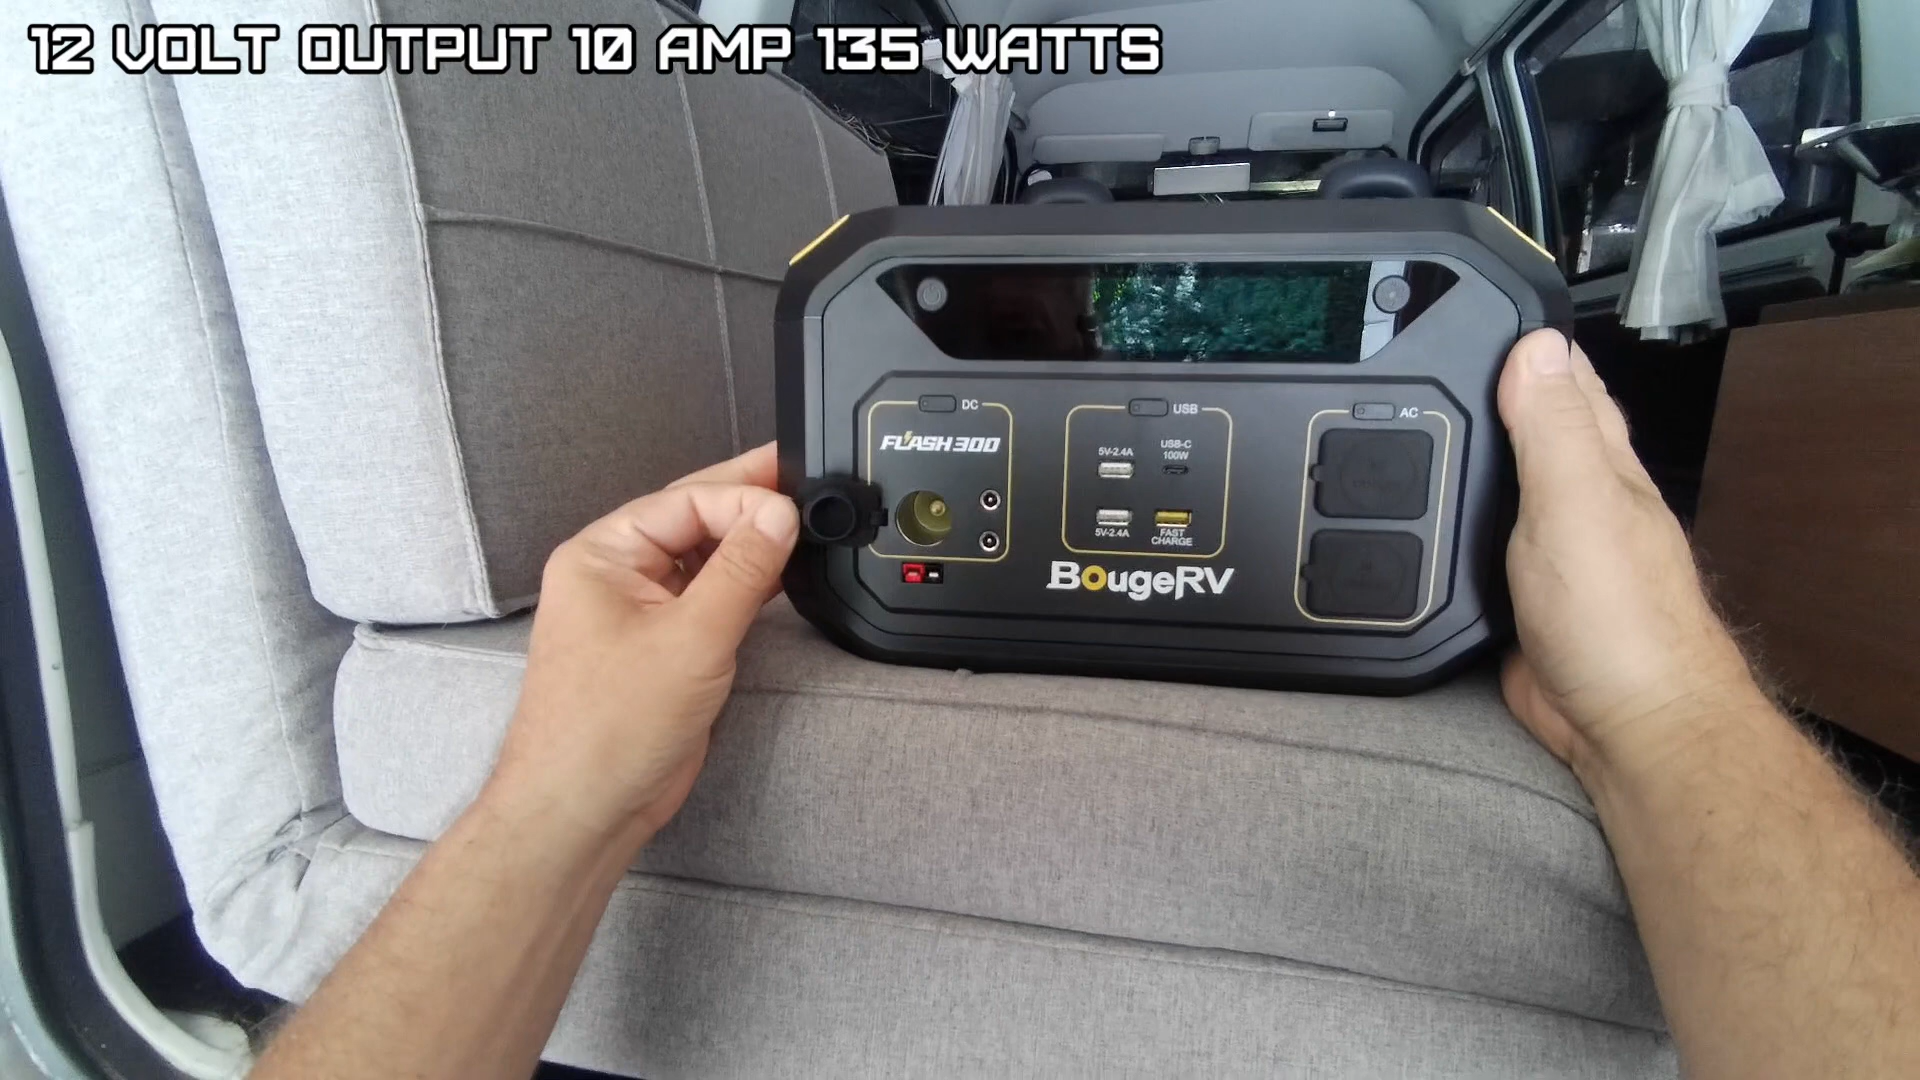 12 VOLT OUTPUT 10 AMP 135 WATTS
DC
FLASH300
USB
5V-2.4A
USB-C
100W
5V-2.4A
FAST
CHARGE
AC
BougeRV